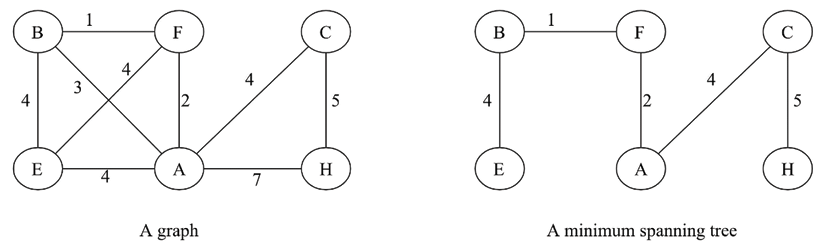 B 1 F C B 1 F C
4 3 4 2 4 5 4 2 4 5
E 4 A 7 H E A H
A graph A minimum spanning tree